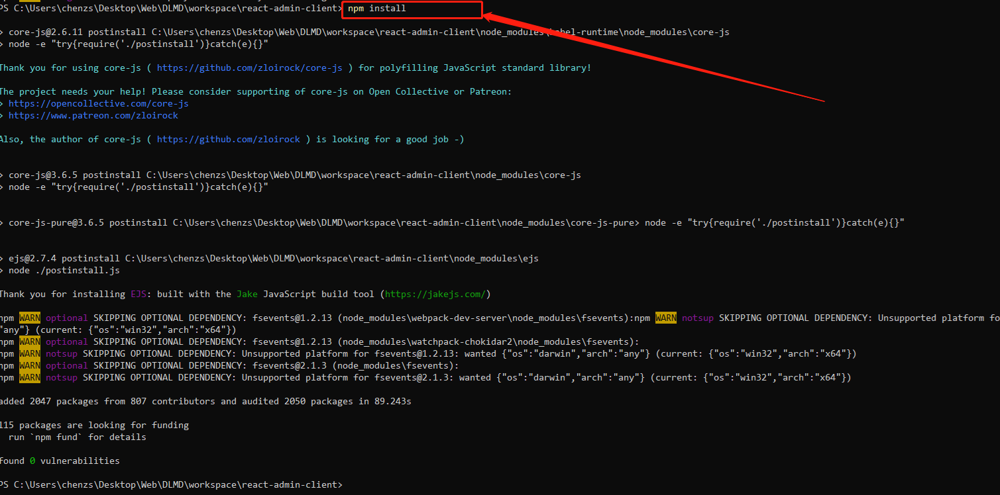 PS C:\Users\chenzs\Desktop\Web\DLMD\workspace\react-admin-client> npm install
> core-js@2.6.11 postinstall C:\Users\chenzs\Desktop\Web\DLMD\workspace\react-admin-client\node_modules\babel-runtime\node_modules\core-js
> node -e "try{require('./postinstall')}catch(e){}"
Thank you for using core-js ( https://github.com/zloirock/core-js ) for polyfilling JavaScript standard library!
The project needs your help! Please consider supporting of core-js on Open Collective or Patreon:
> https://opencollective.com/core-js
> https://www.patreon.com/zloirock
Also, the author of core-js ( https://github.com/zloirock ) is looking for a good job -)
> core-js@3.6.5 postinstall C:\Users\chenzs\Desktop\Web\DLMD\workspace\react-admin-client\node_modules\core-js
> node -e "try{require('./postinstall')}catch(e){}"
> core-js-pure@3.6.5 postinstall C:\Users\chenzs\Desktop\Web\DLMD\workspace\react-admin-client\node_modules\core-js-pure> node -e "try{require('./postinstall')}catch(e){}"
> ejs@2.7.4 postinstall C:\Users\chenzs\Desktop\Web\DLMD\workspace\react-admin-client\node_modules\ejs
> node ./postinstall.js
Thank you for installing EJS: built with the Jake JavaScript build tool (https://jakejs.com/)
npm WARN optional SKIPPING OPTIONAL DEPENDENCY: fsevents@1.2.13 (node_modules\webpack-dev-server\node_modules\fsevents):npm WARN notsup SKIPPING OPTIONAL DEPENDENCY: Unsupported platform fo
"any"} (current: {"os":"win32","arch":"x64"})
npm WARN optional SKIPPING OPTIONAL DEPENDENCY: fsevents@1.2.13 (node_modules\watchpack-chokidar2\node_modules\fsevents):
npm WARN notsup SKIPPING OPTIONAL DEPENDENCY: Unsupported platform for fsevents@1.2.13: wanted {"os":"darwin","arch":"any"} (current: {"os":"win32","arch":"x64"})
npm WARN optional SKIPPING OPTIONAL DEPENDENCY: fsevents@2.1.3 (node_modules\fsevents):
npm WARN notsup SKIPPING OPTIONAL DEPENDENCY: Unsupported platform for fsevents@2.1.3: wanted {"os":"darwin","arch":"any"} (current: {"os":"win32","arch":"x64"})
added 2047 packages from 807 contributors and audited 2050 packages in 89.243s
115 packages are looking for funding
run `npm fund` for details
found 0 vulnerabilities
PS C:\Users\chenzs\Desktop\Web\DLMD\workspace\react-admin-client>